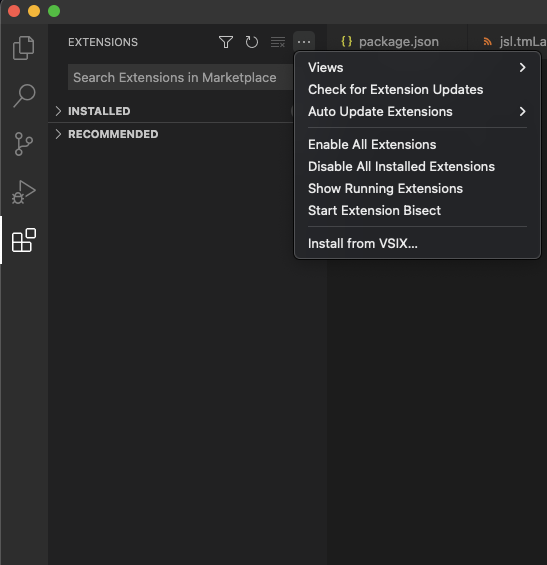 EXTENSIONS
{} package.json
jsl.tmLa
Search Extensions in Marketplace
INSTALLED
RECOMMENDED
Views
Check for Extension Updates
Auto Update Extensions
Enable All Extensions
Disable All Installed Extensions
Show Running Extensions
Start Extension Bisect
Install from VSIX...